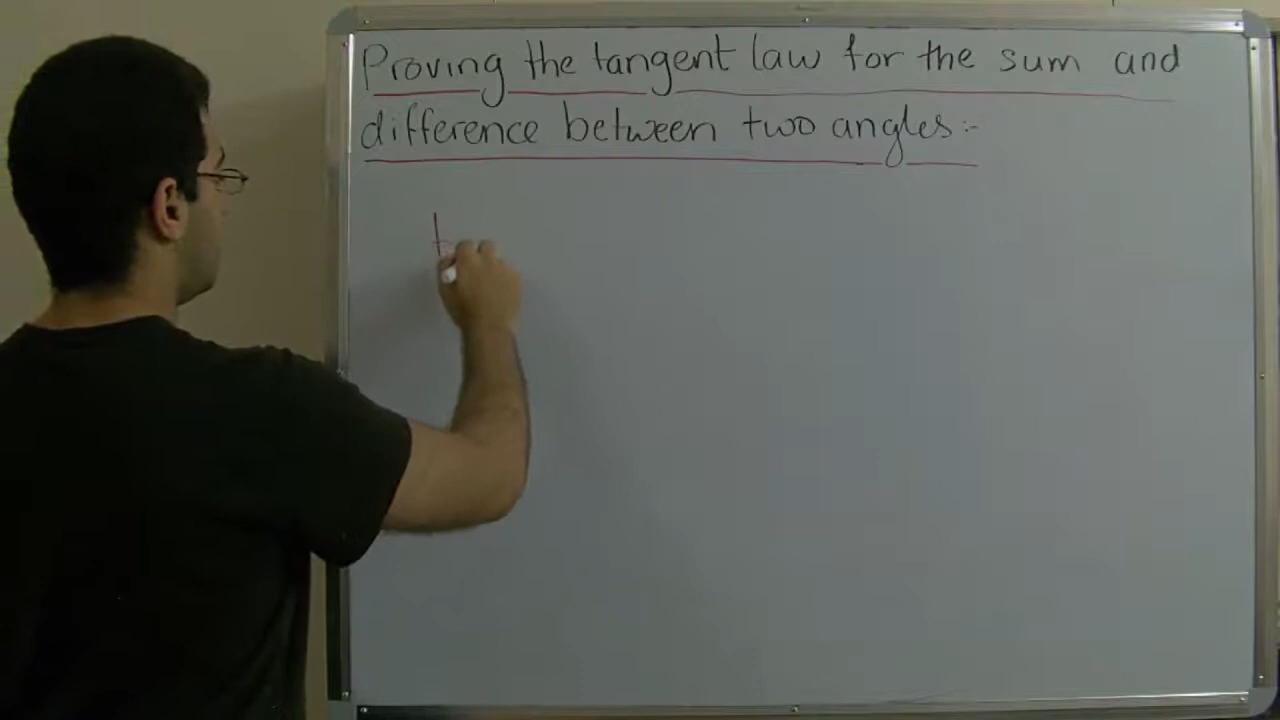 Proving the tangent law for the sum and
difference between two angles:-
t